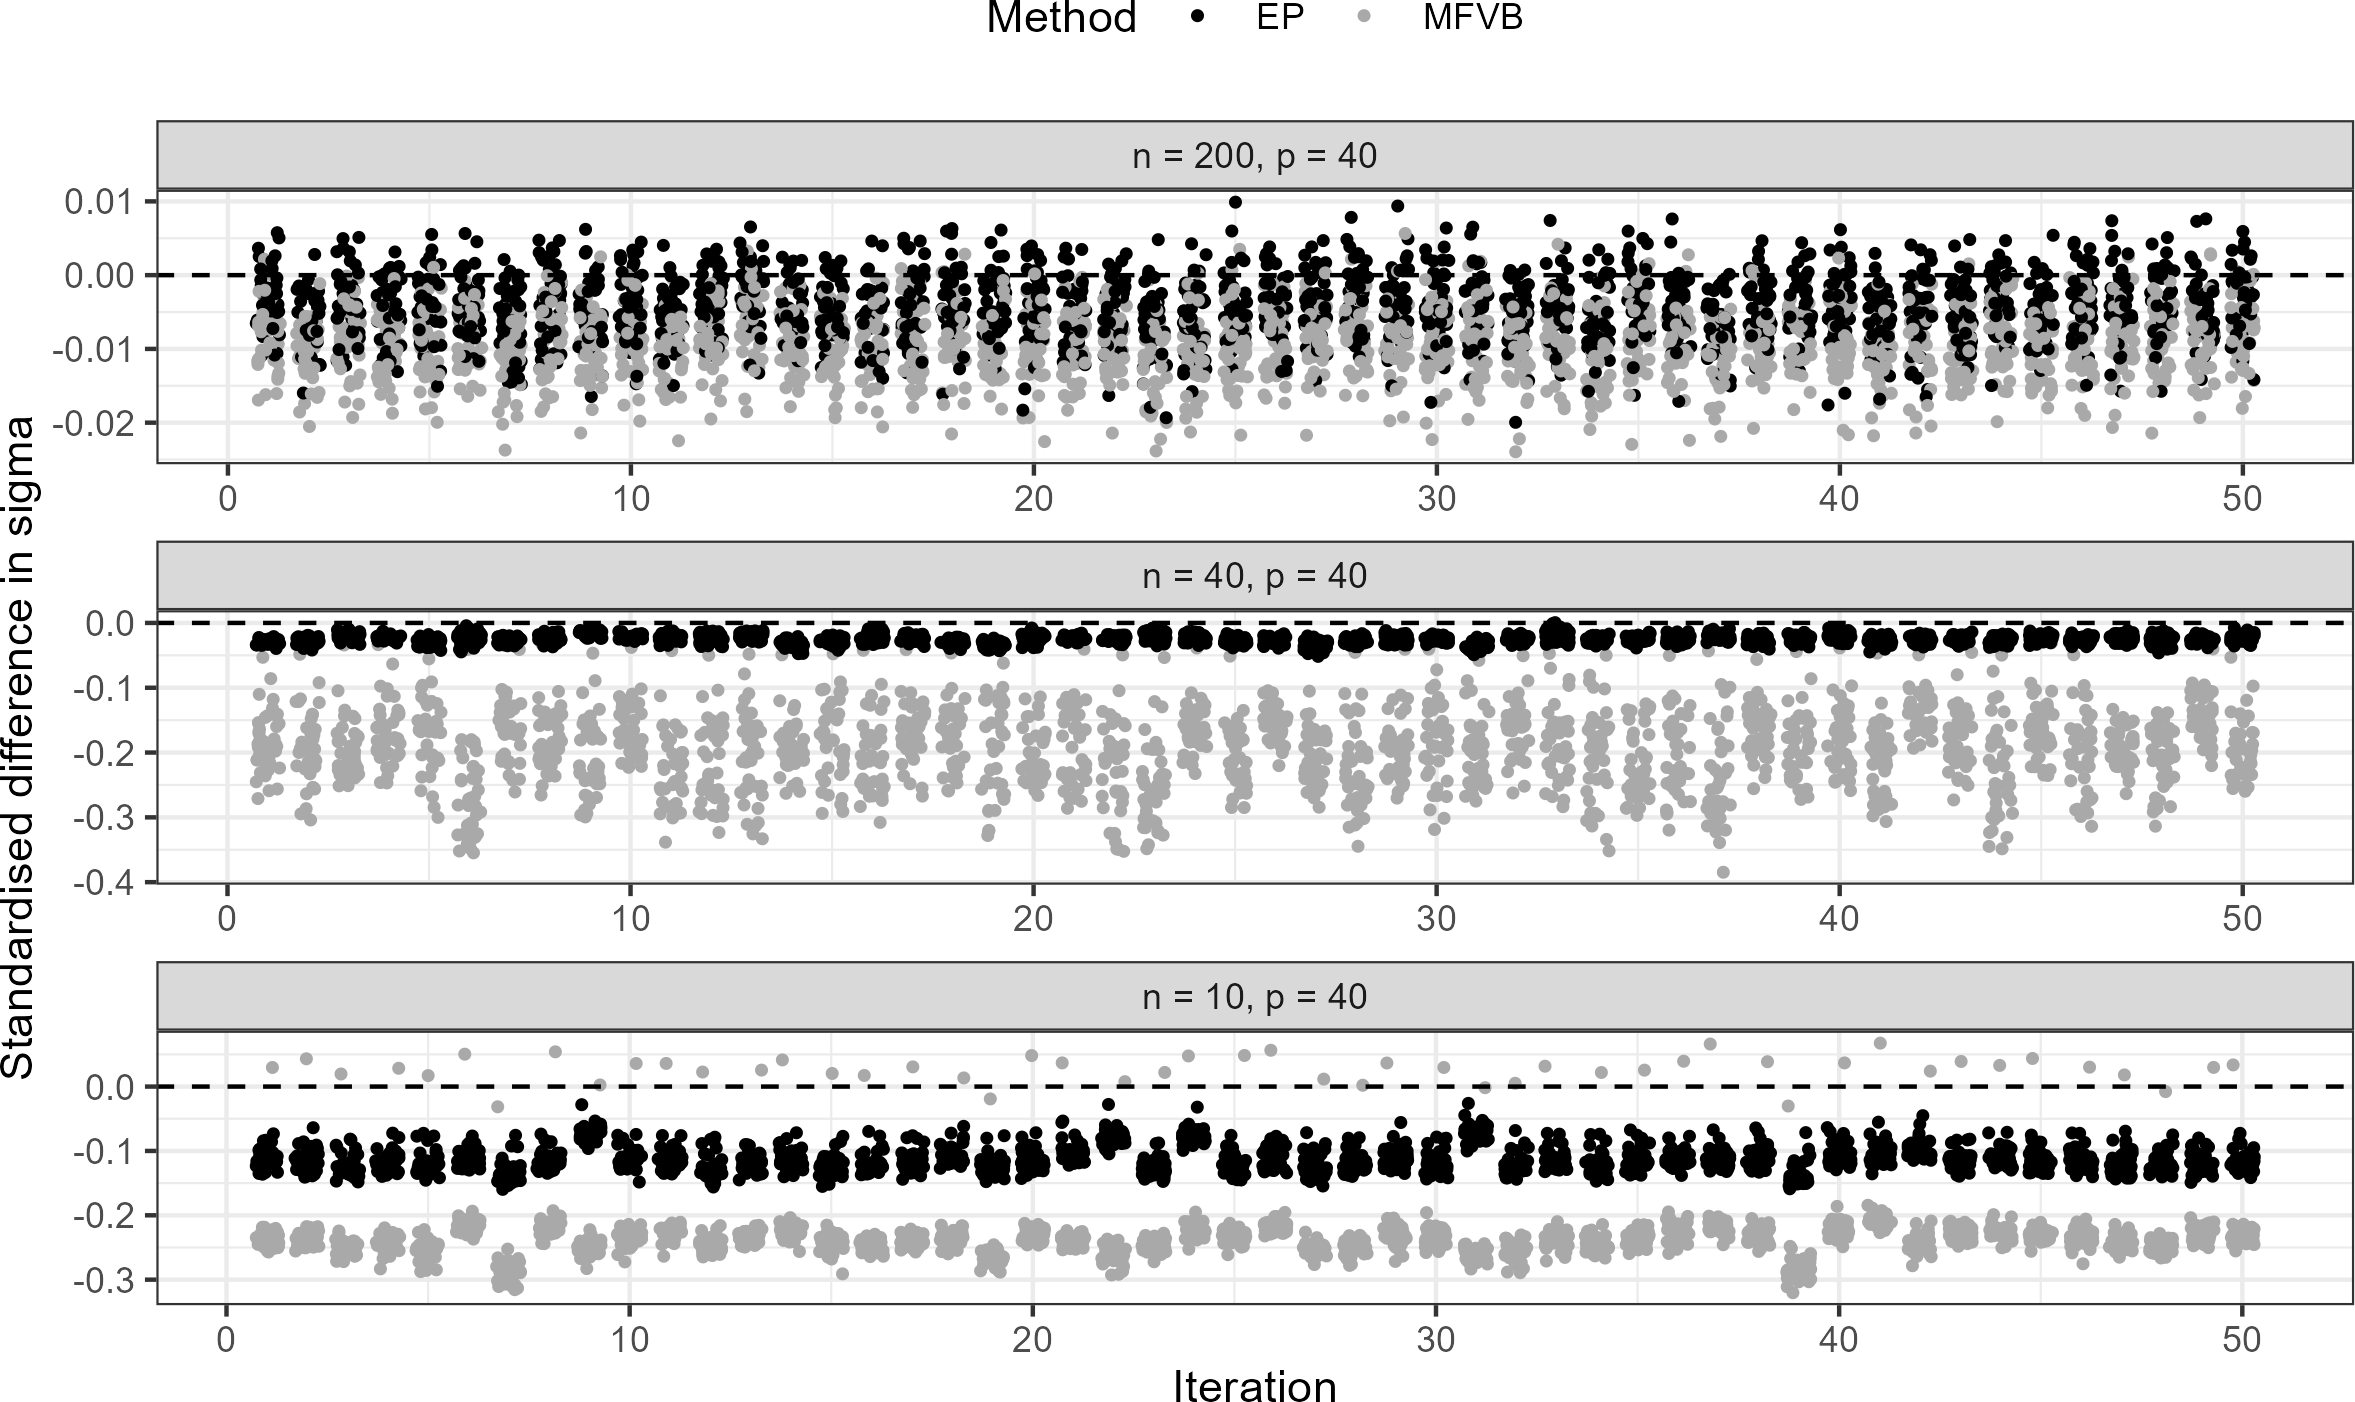 Method EP MFVB
n = 200, p = 40
0.01
0.00
-0.01
-0.02
0 10 20 30 40 50
n = 40, p = 40
0.0
-0.1
-0.2
-0.3
-0.4
0 10 20 30 40 50
n = 10, p = 40
0.0
-0.1
-0.2
-0.3
0 10 20 30 40 50
Iteration
Standardised difference in sigma